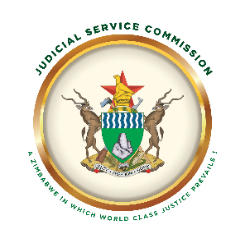 JUDICIAL SERVICE COMMISSION
A ZIMBABWE IN WHICH WORLD CLASS JUSTICE PREVAILS !